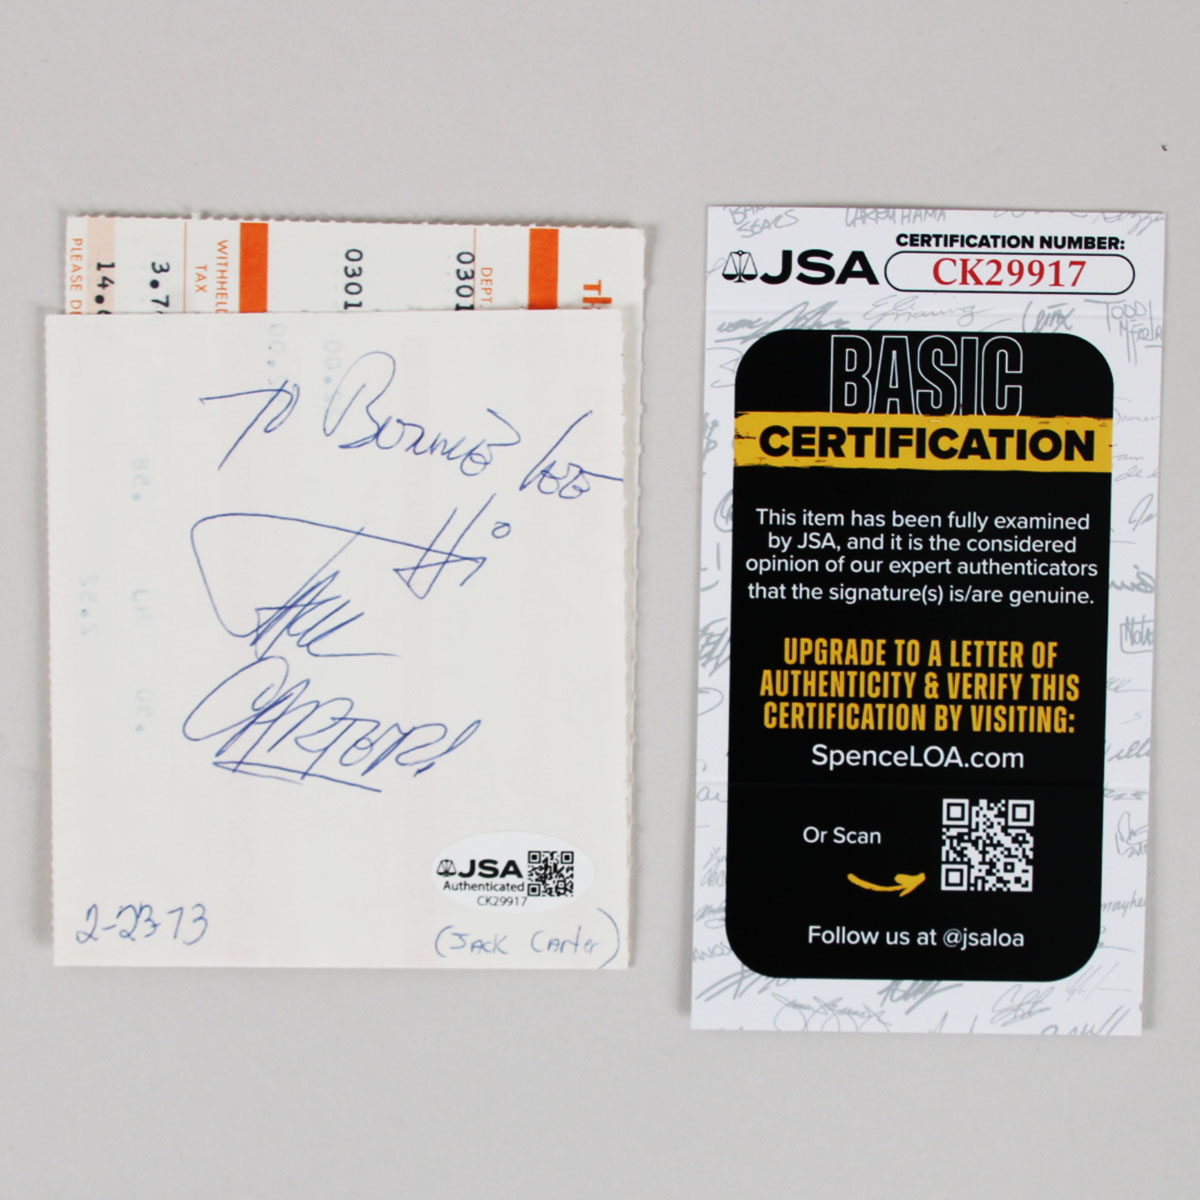 PLEASE DE
14.
3.7
WITHHELD
TAX
0301
DEPT.
0301
To Bonnie Lee
Hi
Jack
Carter!
JSA
Authenticated
CK29917
2-23-73
(Jack Carter)
JSA
CERTIFICATION NUMBER:
CK29917
BASIC
CERTIFICATION
This item has been fully examined
by JSA, and it is the considered
opinion of our expert authenticators
that the signature(s) is/are genuine.
UPGRADE TO A LETTER OF
AUTHENTICITY & VERIFY THIS
CERTIFICATION BY VISITING:
SpenceLOA.com
Or Scan
Follow us at @jsaloa